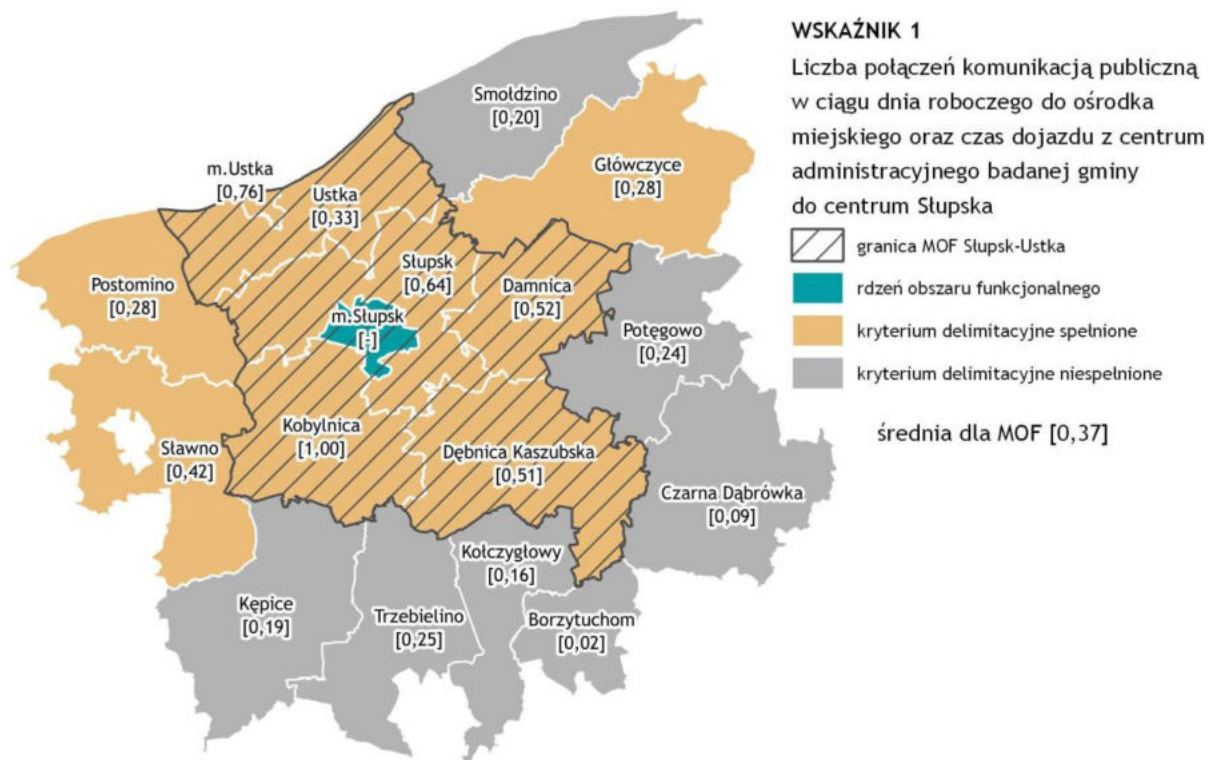 WSKAŹNIK 1
Liczba połączeń komunikacją publiczną
w ciągu dnia roboczego do ośrodka
miejskiego oraz czas dojazdu z centrum
administracyjnego badanej gminy
do centrum Słupska
granica MOF Słupsk-Ustka
rdzeń obszaru funkcjonalnego
kryterium delimitacyjne spełnione
kryterium delimitacyjne niespełnione
średnia dla MOF [0,37]
Smołdzino
[0,20]
Główczyce
[0,28]
m.Ustka
[0,76]
Ustka
[0,33]
Słupsk
[0,64]
Damnica
[0,52]
Postomino
[0,28]
m.Słupsk
[-]
Potęgowo
[0,24]
Kobylnica
[1,00]
Sławno
[0,42]
Dębnica Kaszubska
[0,51]
Czarna Dąbrówka
[0,09]
Kołczygłowy
[0,16]
Kępice
[0,19]
Trzebielino
[0,25]
Borzytuchom
[0,02]